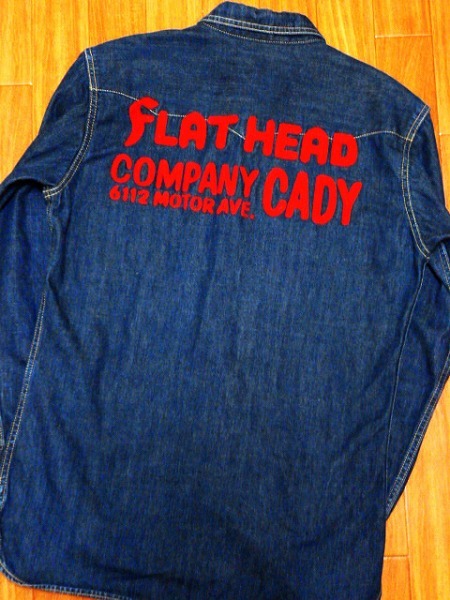 FLAT HEAD
COMPANY CADY
6112 MOTOR AVE.